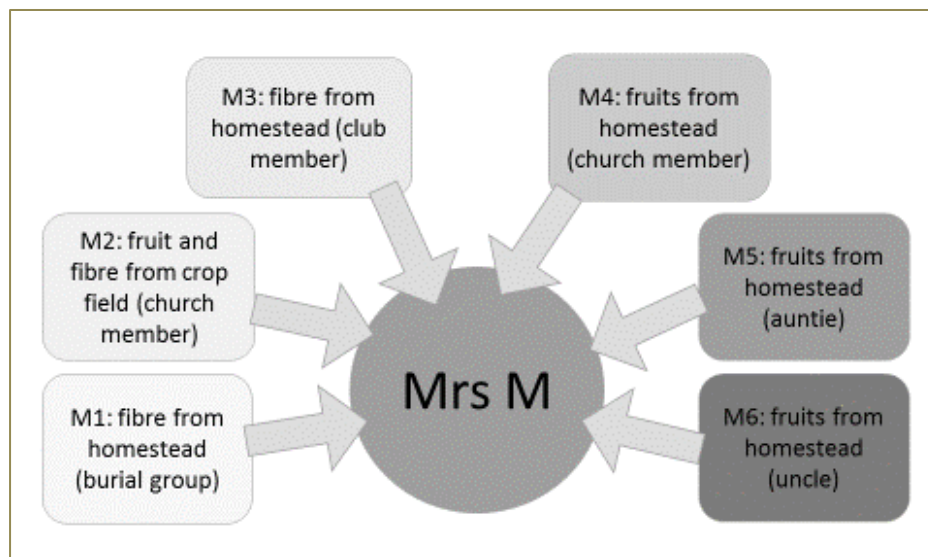 M3: fibre from
homestead (club
member)
M4: fruits from
homestead
(church member)
M2: fruit and
fibre from crop
field (church
member)
M5: fruits from
homestead
(auntie)
Mrs M
M1: fibre from
homestead
(burial group)
M6: fruits from
homestead
(uncle)